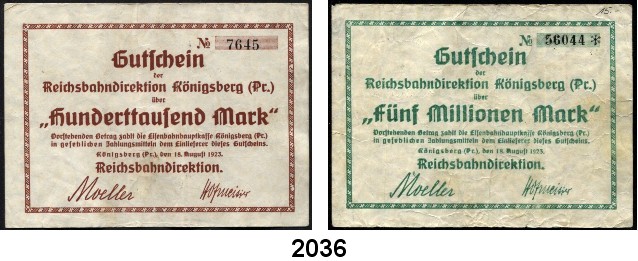 № 7645
Gutschein
der
Reichsbahndirektion Königsberg (Pr.)
über
„Hunderttausend Mark“
Vorstehenden Betrag zahlt die Eisenbahnhauptkasse Königsberg (Pr.)
in gesetzlichen Zahlungsmitteln dem Einlieferer dieses Gutscheins.
Königsberg (Pr.), den 18. August 1923.
Reichsbahndirektion.
Moeller Hofmeier
15.
№ 56044 *
Gutschein
der
Reichsbahndirektion Königsberg (Pr.)
über
„Fünf Millionen Mark“
Vorstehenden Betrag zahlt die Eisenbahnhauptkasse Königsberg (Pr.)
in gesetzlichen Zahlungsmitteln dem Einlieferer dieses Gutscheins.
Königsberg (Pr.), den 18. August 1923.
Reichsbahndirektion.
Moeller Hofmeier
2036